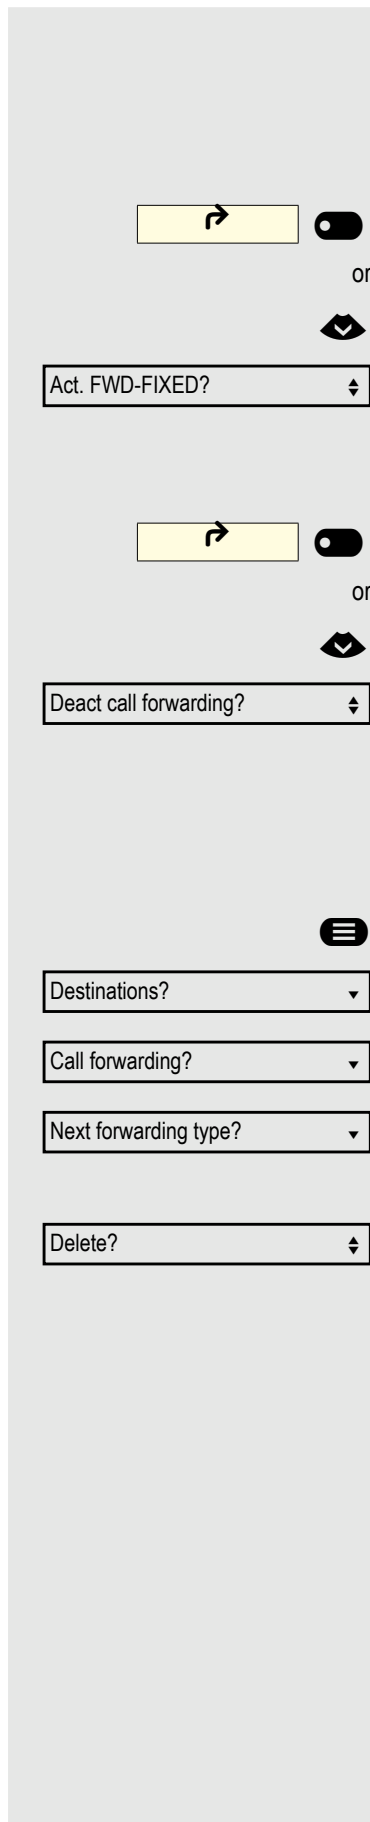 or
Act. FWD-FIXED?
or
Deact call forwarding?
Destinations?
Call forwarding?
Next forwarding type?
Delete?